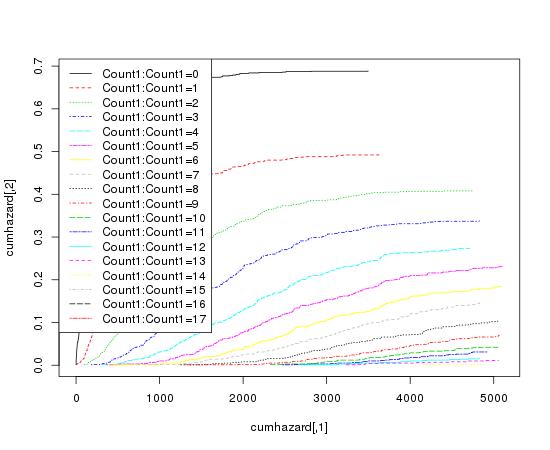 0.7
0.6
0.5
0.4
0.3
0.2
0.1
0.0
cumhazard[,2]
Count1:Count1=0
Count1:Count1=1
Count1:Count1=2
Count1:Count1=3
Count1:Count1=4
Count1:Count1=5
Count1:Count1=6
Count1:Count1=7
Count1:Count1=8
Count1:Count1=9
Count1:Count1=10
Count1:Count1=11
Count1:Count1=12
Count1:Count1=13
Count1:Count1=14
Count1:Count1=15
Count1:Count1=16
Count1:Count1=17
0 1000 2000 3000 4000 5000
cumhazard[,1]